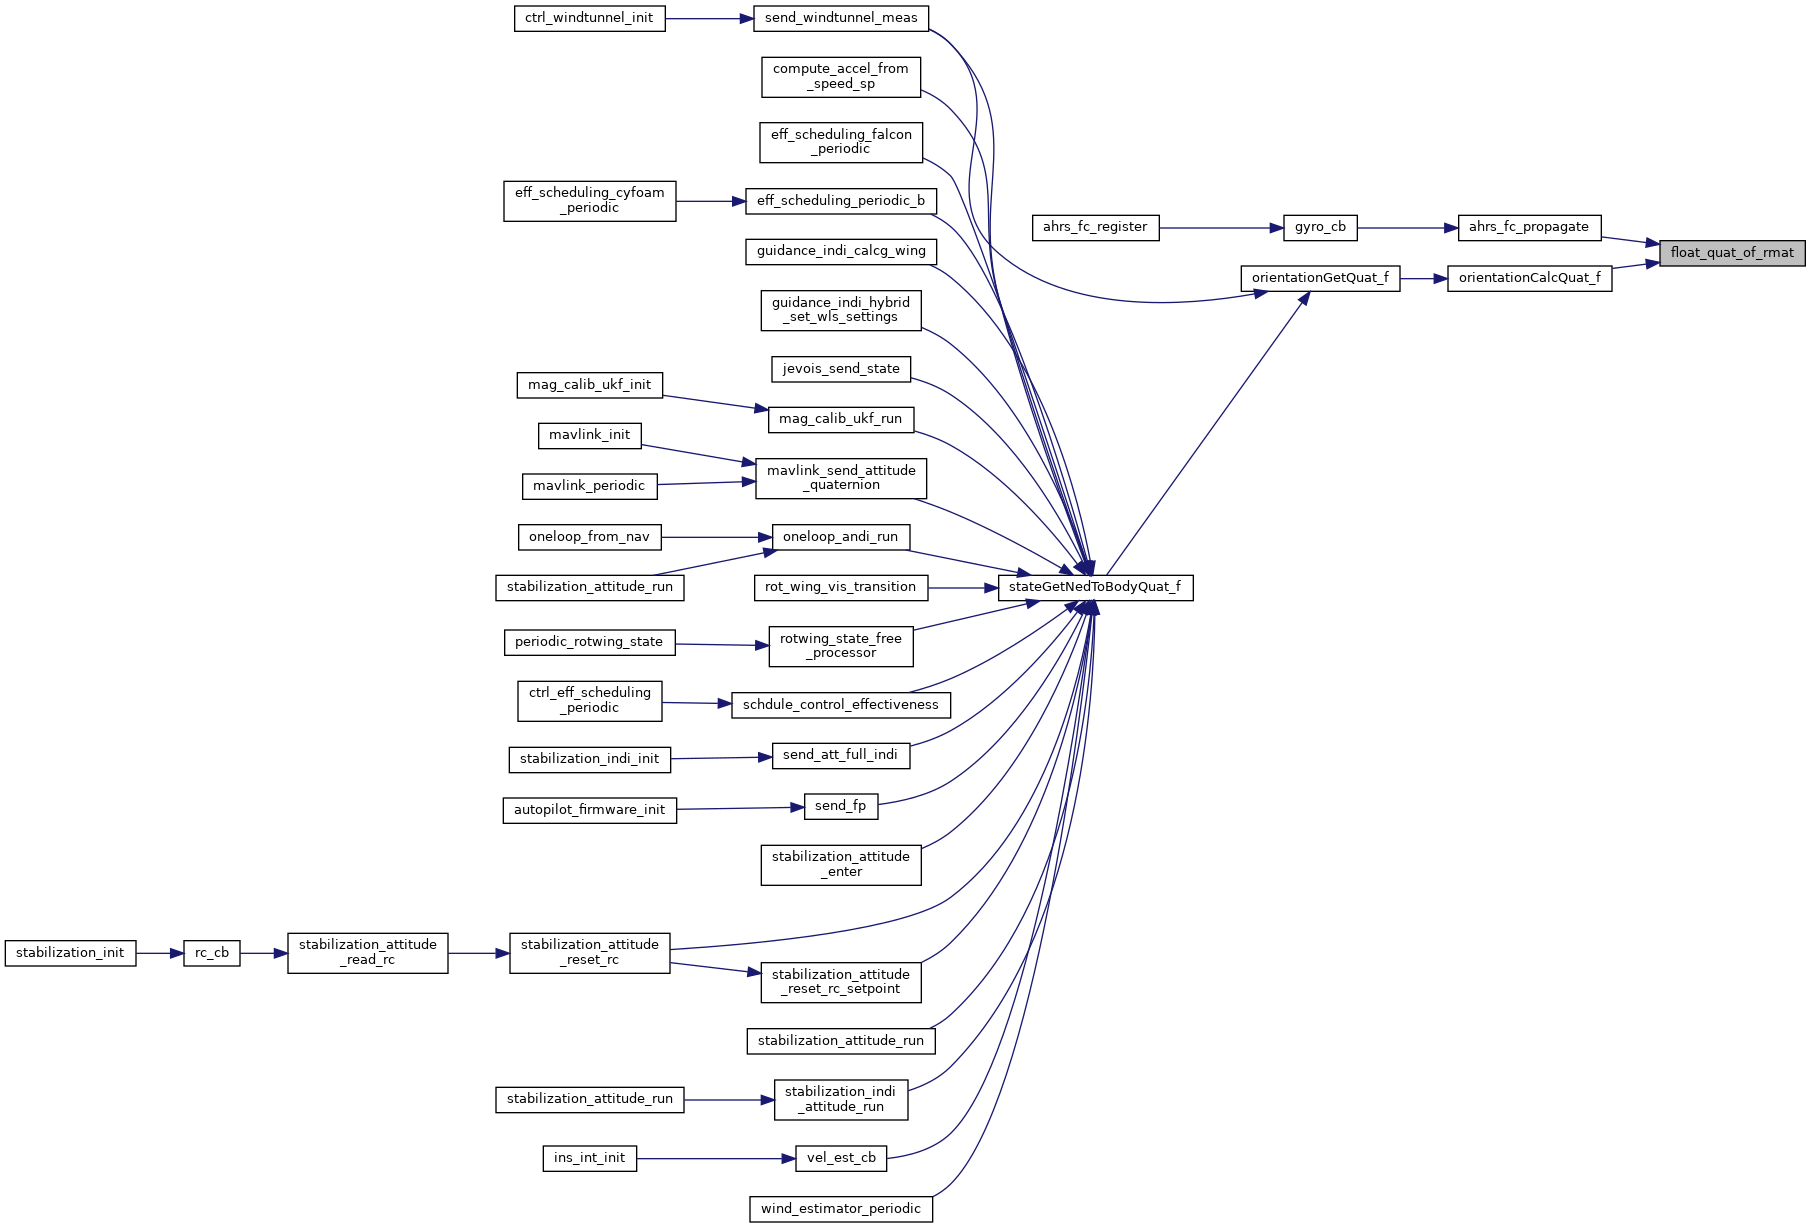 ctrl_windtunnel_init
send_windtunnel_meas
compute_accel_from
_speed_sp
eff_scheduling_falcon
_periodic
eff_scheduling_cyfoam
_periodic
eff_scheduling_periodic_b
ahrs_fc_register
gyro_cb
ahrs_fc_propagate
float_quat_of_rmat
guidance_indi_calcg_wing
orientationGetQuat_f
orientationCalcQuat_f
guidance_indi_hybrid
_set_wls_settings
jevois_send_state
mag_calib_ukf_init
mag_calib_ukf_run
mavlink_init
mavlink_send_attitude
_quaternion
mavlink_periodic
oneloop_from_nav
oneloop_andi_run
stabilization_attitude_run
rot_wing_vis_transition
stateGetNedToBodyQuat_f
periodic_rotwing_state
rotwing_state_free
_processor
ctrl_eff_scheduling
_periodic
schdule_control_effectiveness
stabilization_indi_init
send_att_full_indi
autopilot_firmware_init
send_fp
stabilization_attitude
_enter
stabilization_init
rc_cb
stabilization_attitude
_read_rc
stabilization_attitude
_reset_rc
stabilization_attitude
_reset_rc_setpoint
stabilization_attitude_run
stabilization_attitude_run
stabilization_indi
_attitude_run
ins_int_init
vel_est_cb
wind_estimator_periodic